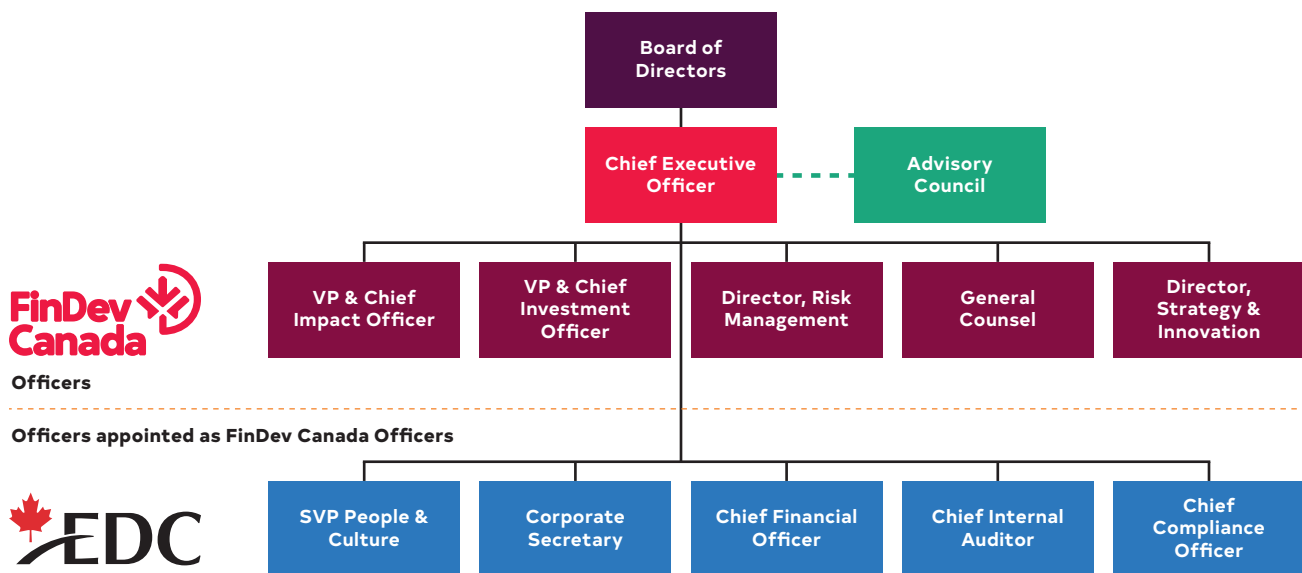 Board of
Directors
Chief Executive
Officer
Advisory
Council
FinDev
Canada
VP & Chief
Impact Officer
VP & Chief
Investment
Officer
Director, Risk
Management
General
Counsel
Director,
Strategy &
Innovation
Officers
Officers appointed as FinDev Canada Officers
EDC
SVP People &
Culture
Corporate
Secretary
Chief Financial
Officer
Chief Internal
Auditor
Chief
Compliance
Officer